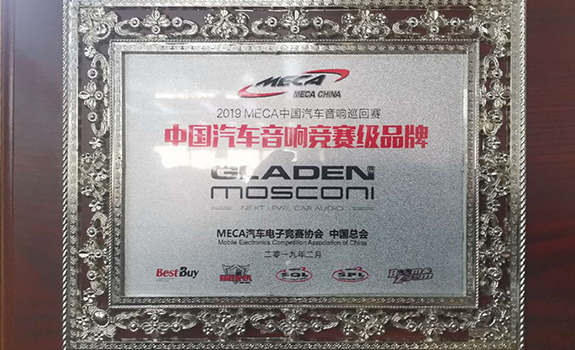 MECA
MECA CHINA
2019 MECA中国汽车音响巡回赛
中国汽车音响竞赛级品牌
GLADEN
mosconi
NEXT LEVEL CAR AUDIO
MECA汽车电子竞赛协会 中国总会
Mobile Electronics Competition Association of China
二零一九年二月
BestBuy
SQL
SPL